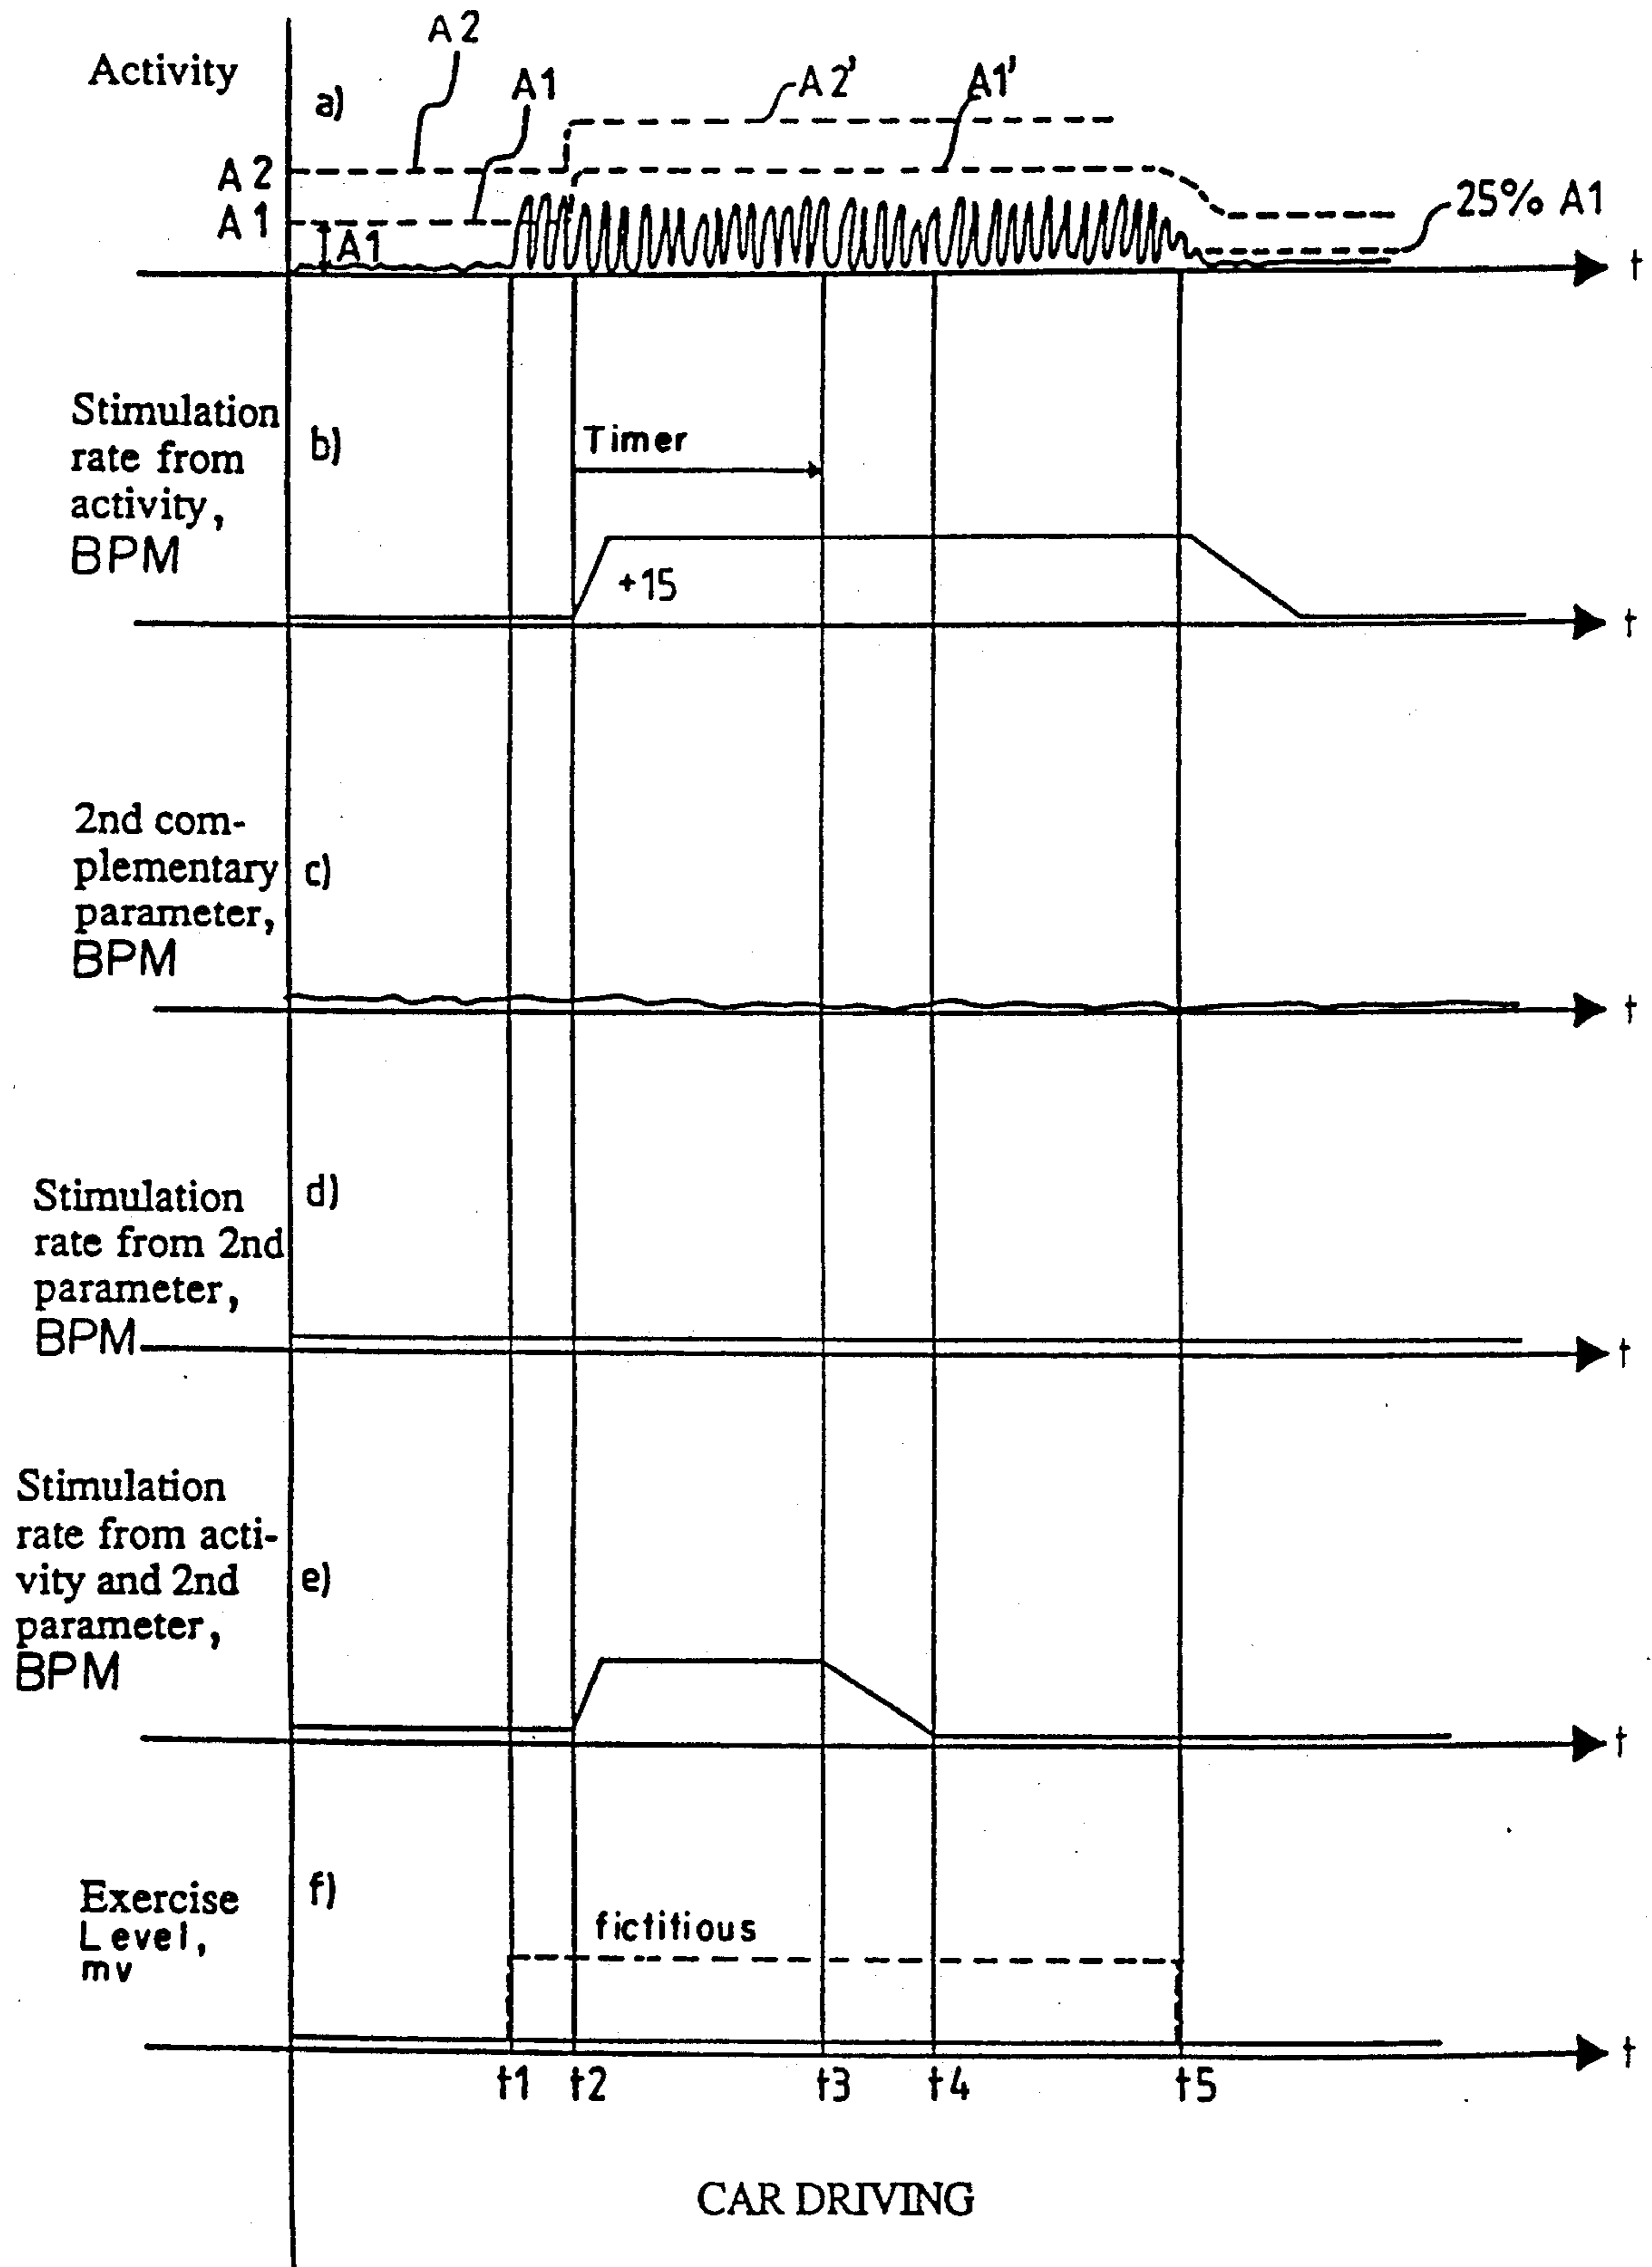 A2
Activity
a)
A1
A2'
A1'
A2
A1
A1
25% A1
t
Stimulation
rate from
activity,
BPM
b)
Timer
+15
t
2nd com-
plementary
parameter,
BPM
c)
t
Stimulation
rate from 2nd
parameter,
BPM
d)
t
Stimulation
rate from acti-
vity and 2nd
parameter,
BPM
e)
t
Exercise
Level,
mv
f)
fictitious
t
t1 t2 t3 t4 t5
CAR DRIVING